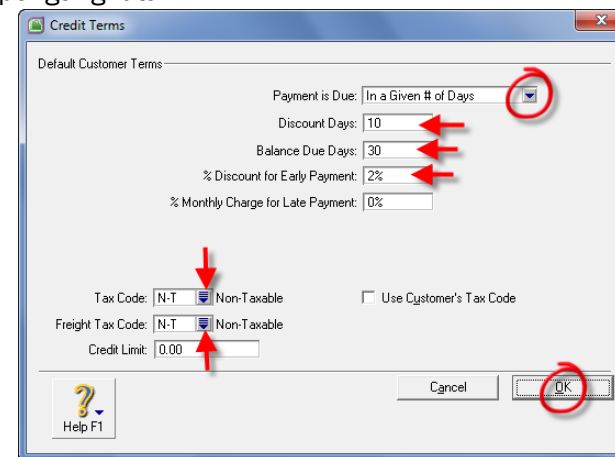 Credit Terms
Default Customer Terms
Payment is Due: In a Given # of Days
Discount Days: 10
Balance Due Days: 30
% Discount for Early Payment: 2%
% Monthly Charge for Late Payment: 0%
Tax Code: N-T Non-Taxable Use Customer's Tax Code
Freight Tax Code: N-T Non-Taxable
Credit Limit: 0.00
Cancel OK
Help F1